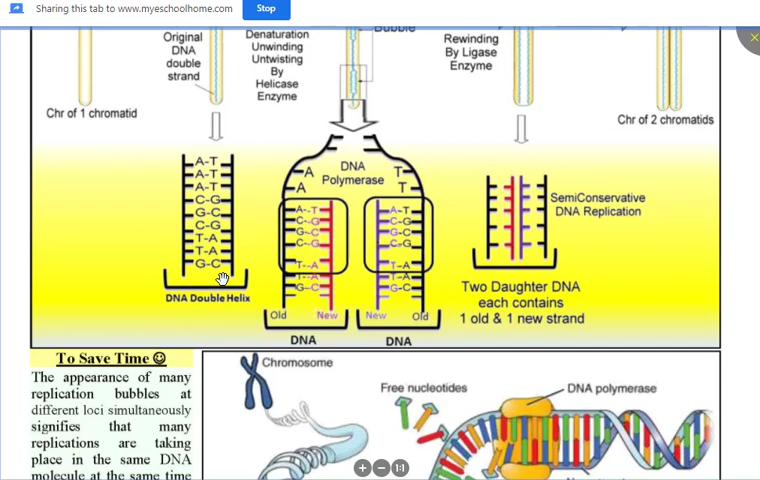 Sharing this tab to www.myeschoolhome.com
Stop
Original
DNA
double
strand
Denaturation
Unwinding
Untwisting
By
Helicase
Enzyme
Bubble
Rewinding
By Ligase
Enzyme
Chr of 1 chromatid
Chr of 2 chromatids
A-T
A-T
A-T
C-G
G-C
C-G
T-A
T-A
G-C
DNA Double Helix
DNA
Polymerase
A
A
A--T
C--G
G--C
C--G
T--A
T--A
G--C
Old
New
DNA
T
T
A-T
C-G
G-C
C-G
T-A
T-A
G-C
New
Old
DNA
SemiConservative
DNA Replication
Two Daughter DNA
each contains
1 old & 1 new strand
To Save Time ☺
The appearance of many
replication bubbles at
different loci simultaneously
signifies that many
replications are taking
place in the same DNA
molecule at the same time
Chromosome
Free nucleotides
DNA polymerase
1:1